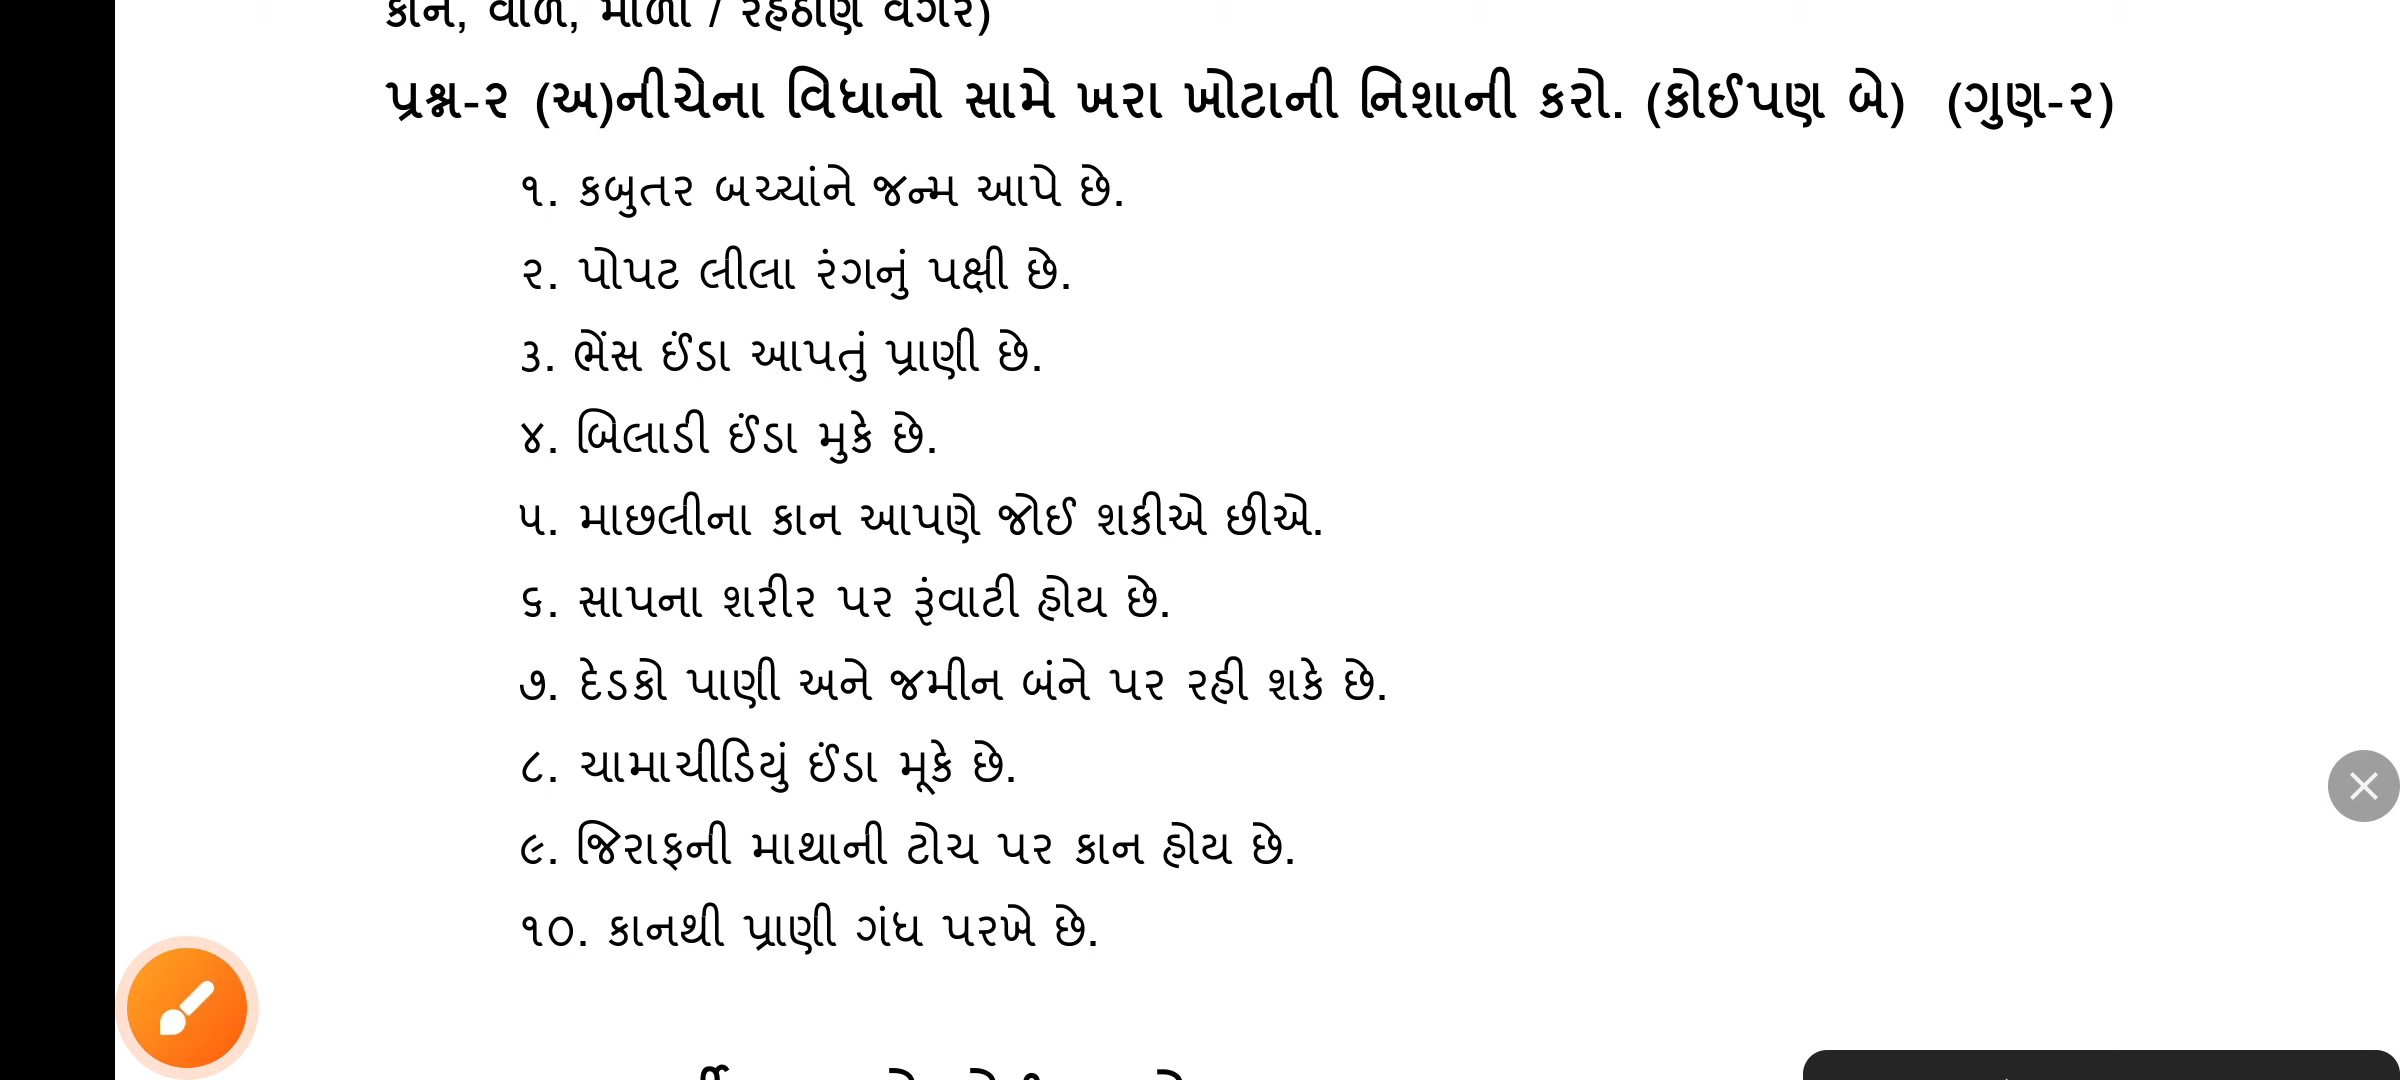 કાન, વાળ, માળા / રહેઠાણ વગેરે)
પ્રશ્ન-૨ (અ)નીચેના વિધાનો સામે ખરા ખોટાની નિશાની કરો. (કોઈપણ બે) (ગુણ-૨)
૧. કબુતર બચ્ચાંને જન્મ આપે છે.
૨. પોપટ લીલા રંગનું પક્ષી છે.
૩. ભેંસ ઈંડા આપતું પ્રાણી છે.
૪. બિલાડી ઈંડા મુકે છે.
૫. માછલીના કાન આપણે જોઈ શકીએ છીએ.
૬. સાપના શરીર પર રૂંવાટી હોય છે.
૭. દેડકો પાણી અને જમીન બંને પર રહી શકે છે.
૮. ચામાચીડિયું ઈંડા મૂકે છે.
૯. જિરાફની માથાની ટોચ પર કાન હોય છે.
૧૦. કાનથી પ્રાણી ગંધ પરખે છે.